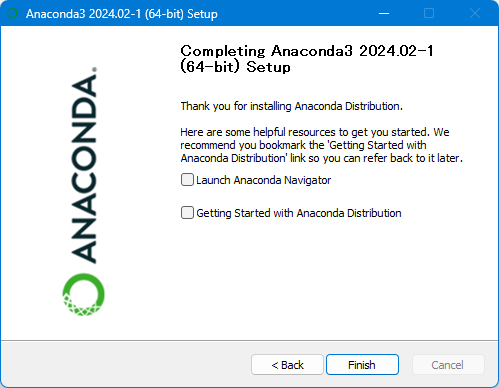 Anaconda3 2024.02-1 (64-bit) Setup
Completing Anaconda3 2024.02-1
(64-bit) Setup
ANACONDA.
Thank you for installing Anaconda Distribution.
Here are some helpful resources to get you started. We
recommend you bookmark the 'Getting Started with
Anaconda Distribution' link so you can refer back to it later.
Launch Anaconda Navigator
Getting Started with Anaconda Distribution
< Back
Finish
Cancel